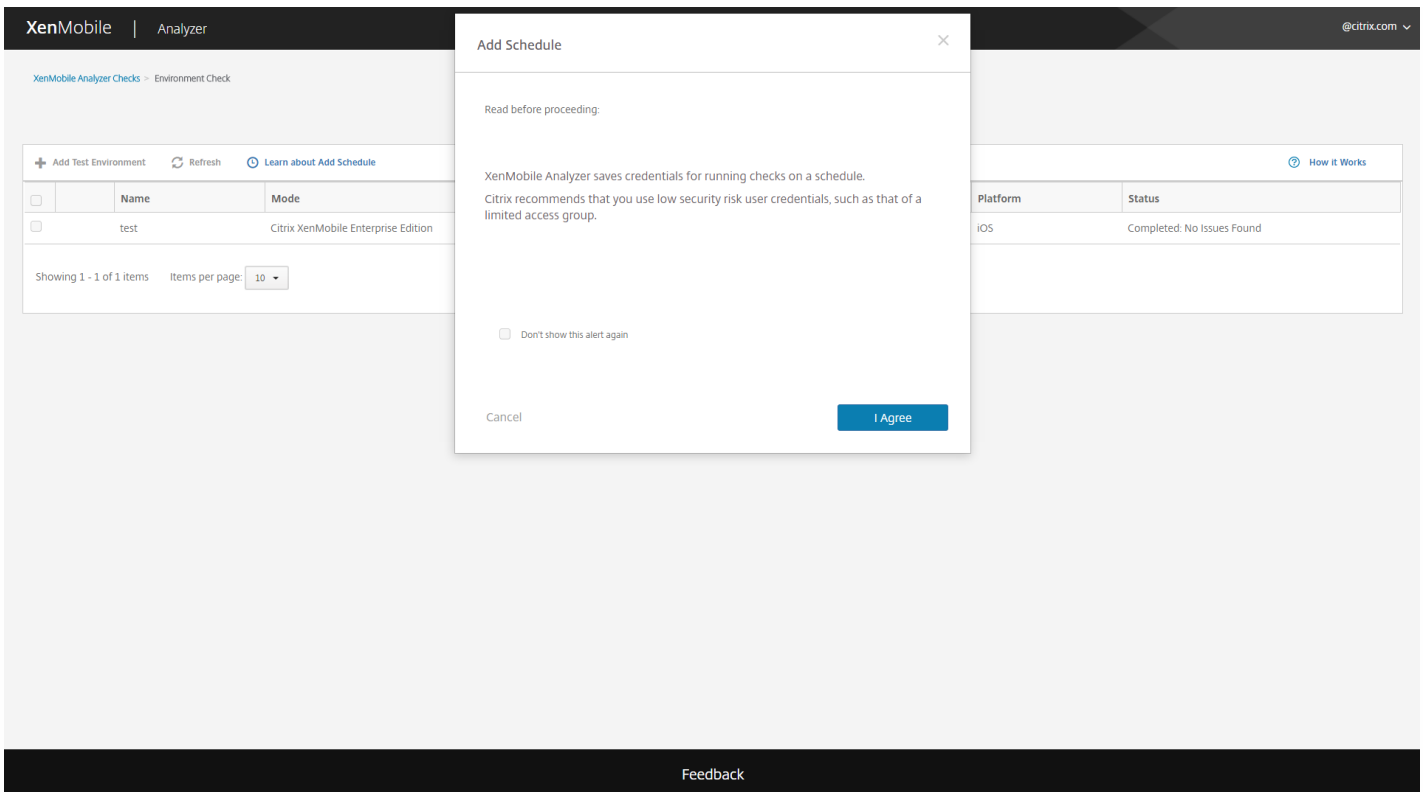 XenMobile | Analyzer
@citrix.com
XenMobile Analyzer Checks > Environment Check
Add Schedule
Read before proceeding:
XenMobile Analyzer saves credentials for running checks on a schedule.
Citrix recommends that you use low security risk user credentials, such as that of a
limited access group.
Don't show this alert again
Cancel
I Agree
Add Test Environment
Refresh
Learn about Add Schedule
How it Works
Name
Mode
Platform
Status
test
Citrix XenMobile Enterprise Edition
iOS
Completed: No Issues Found
Showing 1 - 1 of 1 items
Items per page: 10
Feedback